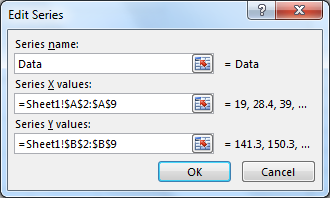 Edit Series
?
Series name:
Data = Data
Series X values:
=Sheet1!$A$2:$A$9 = 19, 28.4, 39, ...
Series Y values:
=Sheet1!$B$2:$B$9 = 141.3, 150.3, ...
OK Cancel